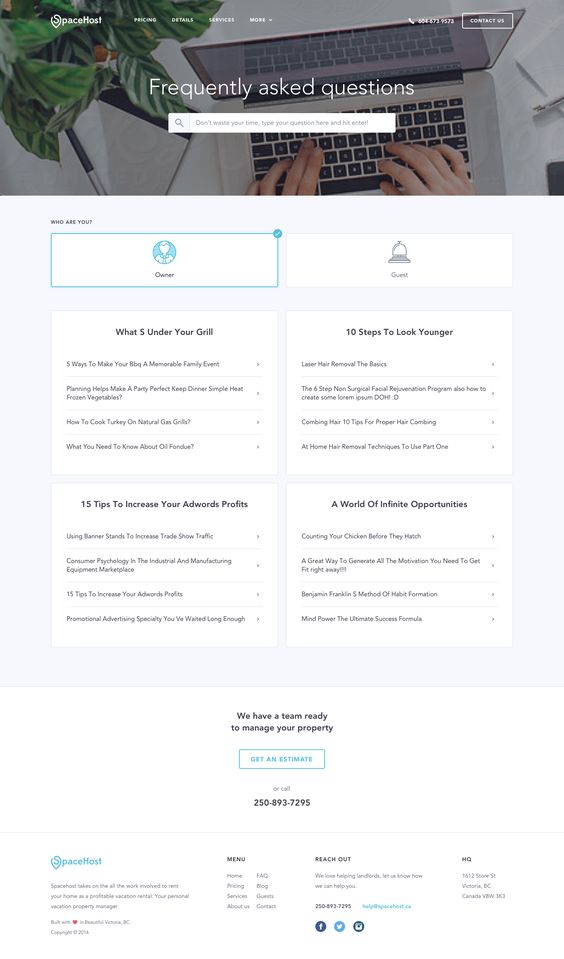 SpaceHost
PRICING DETAILS SERVICES MORE
604-673-9573
CONTACT US
Frequently asked questions
Don't waste your time, type your question here and hit enter!
WHO ARE YOU?
Owner
Guest
What S Under Your Grill
5 Ways To Make Your Bbq A Memorable Family Event
Planning Helps Make A Party Perfect Keep Dinner Simple Heat
Frozen Vegetables?
How To Cook Turkey On Natural Gas Grills?
What You Need To Know About Oil Fondue?
10 Steps To Look Younger
Laser Hair Removal The Basics
The 6 Step Non Surgical Facial Rejuvenation Program also how to
create some lorem ipsum DOH! :D
Combing Hair 10 Tips For Proper Hair Combing
At Home Hair Removal Techniques To Use Part One
15 Tips To Increase Your Adwords Profits
Using Banner Stands To Increase Trade Show Traffic
Consumer Psychology In The Industrial And Manufacturing
Equipment Marketplace
15 Tips To Increase Your Adwords Profits
Promotional Advertising Specialty You Ve Waited Long Enough
A World Of Infinite Opportunities
Counting Your Chicken Before They Hatch
A Great Way To Generate All The Motivation You Need To Get
Fit right away!!!!
Benjamin Franklin S Method Of Habit Formation
Mind Power The Ultimate Success Formula
We have a team ready
to manage your property
GET AN ESTIMATE
or call
250-893-7295
SpaceHost
Spacehost takes on the all the work involved to rent
your home as a profitable vacation rental. Your personal
vacation property manager.
Built with ❤ in Beautiful Victoria, BC.
Copyright © 2016
MENU
Home FAQ
Pricing Blog
Services Guests
About us Contact
REACH OUT
We love helping landlords, let us know how
we can help you.
250-893-7295 help@spacehost.ca
HQ
1612 Store St
Victoria, BC
Canada V8W 3K3